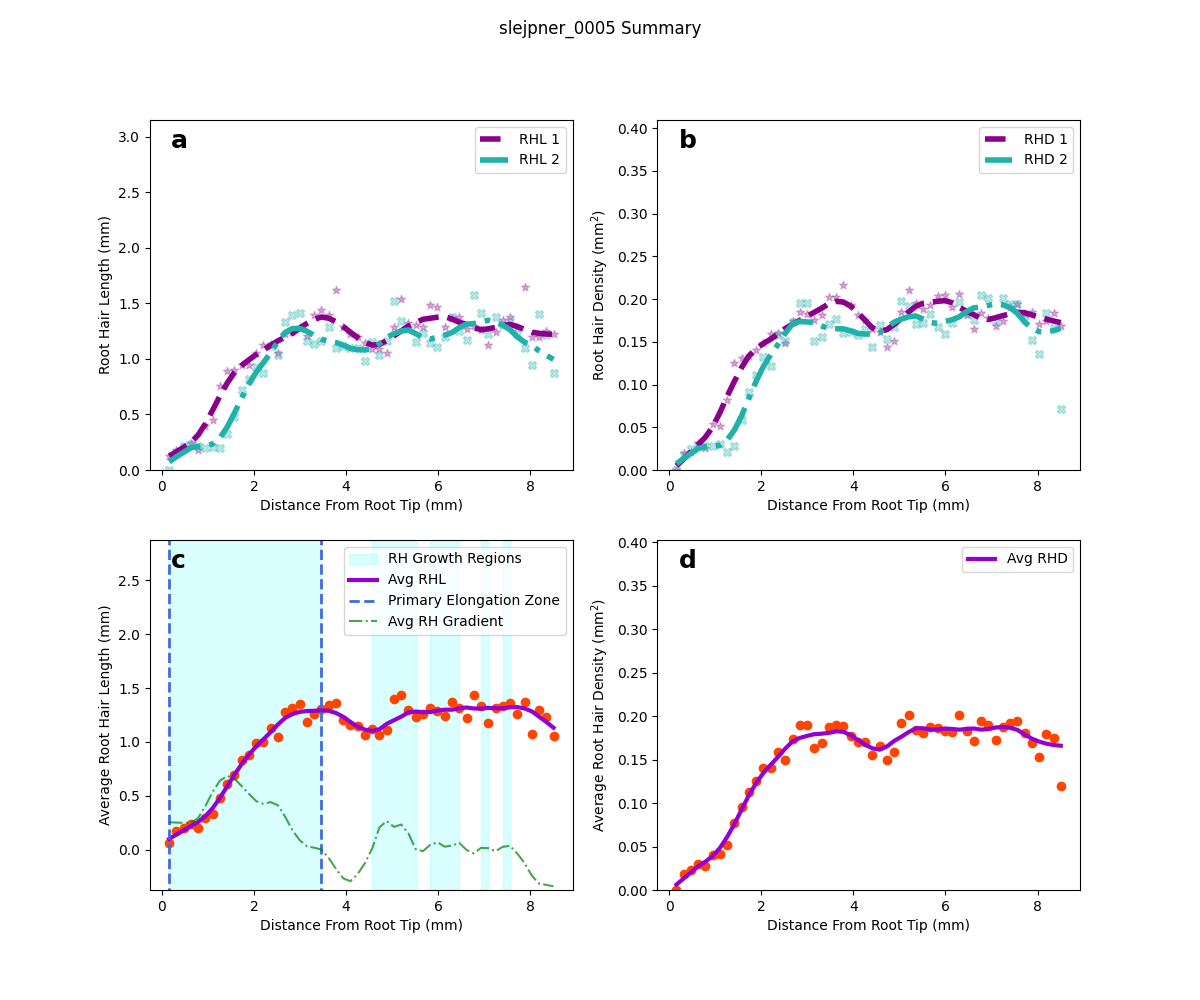 slejpner_0005 Summary
a
RHL 1
RHL 2
3.0
2.5
2.0
1.5
1.0
0.5
0.0
Root Hair Length (mm)
0 2 4 6 8
Distance From Root Tip (mm)
b
RHD 1
RHD 2
0.40
0.35
0.30
0.25
0.20
0.15
0.10
0.05
0.00
Root Hair Density (mm²)
0 2 4 6 8
Distance From Root Tip (mm)
c
RH Growth Regions
Avg RHL
Primary Elongation Zone
Avg RH Gradient
2.5
2.0
1.5
1.0
0.5
0.0
Average Root Hair Length (mm)
0 2 4 6 8
Distance From Root Tip (mm)
d
Avg RHD
0.40
0.35
0.30
0.25
0.20
0.15
0.10
0.05
0.00
Average Root Hair Density (mm²)
0 2 4 6 8
Distance From Root Tip (mm)